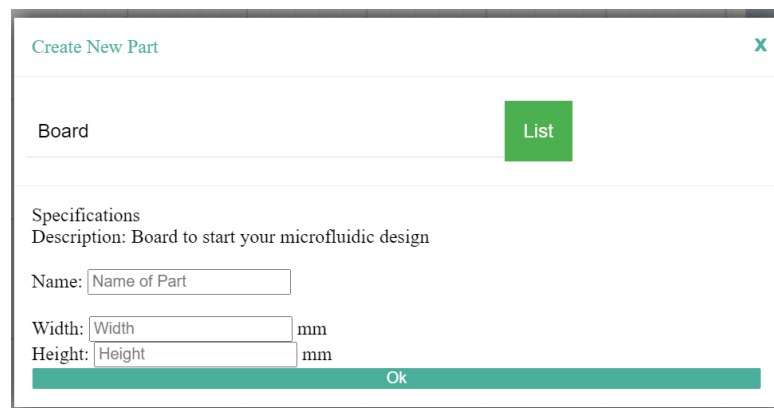 Create New Part x
Board List
Specifications
Description: Board to start your microfluidic design
Name: Name of Part
Width: Width mm
Height: Height mm
Ok